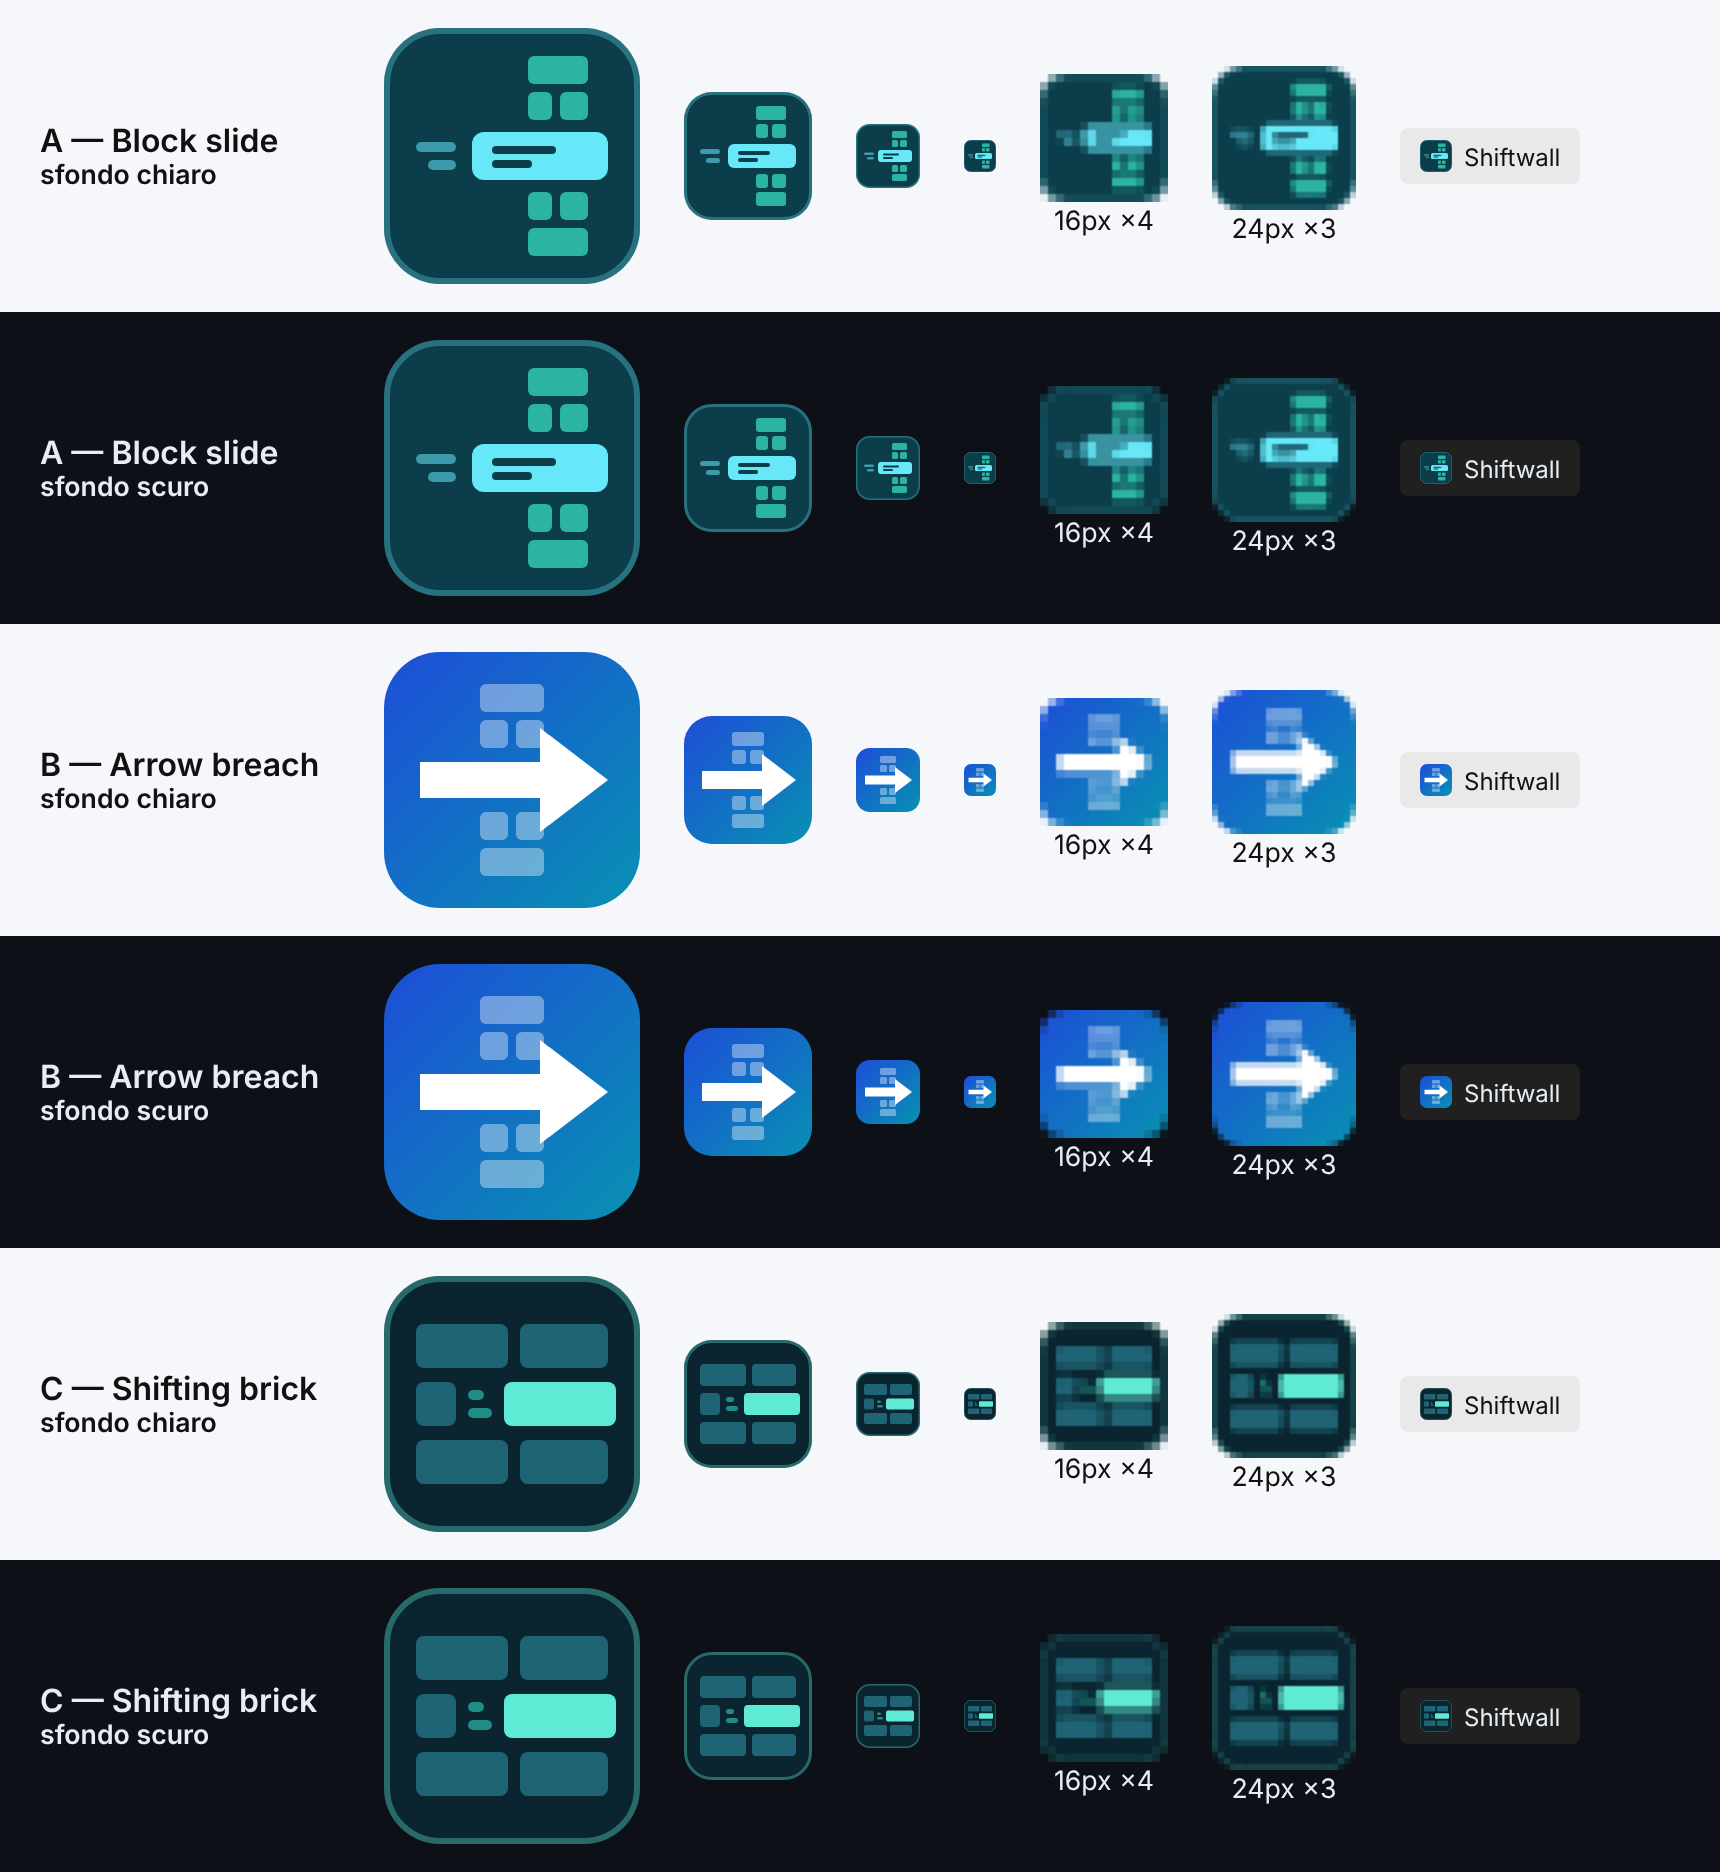 A — Block slide
sfondo chiaro
16px ×4
24px ×3
Shiftwall
A — Block slide
sfondo scuro
16px ×4
24px ×3
Shiftwall
B — Arrow breach
sfondo chiaro
16px ×4
24px ×3
Shiftwall
B — Arrow breach
sfondo scuro
16px ×4
24px ×3
Shiftwall
C — Shifting brick
sfondo chiaro
16px ×4
24px ×3
Shiftwall
C — Shifting brick
sfondo scuro
16px ×4
24px ×3
Shiftwall